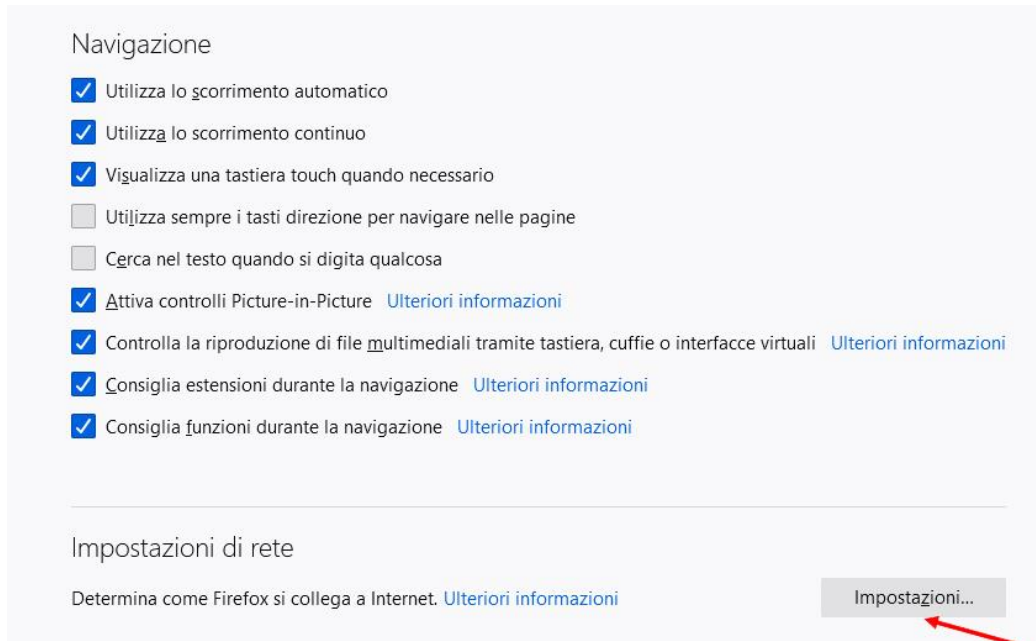 Navigazione
Utilizza lo scorrimento automatico
Utilizza lo scorrimento continuo
Visualizza una tastiera touch quando necessario
Utilizza sempre i tasti direzione per navigare nelle pagine
Cerca nel testo quando si digita qualcosa
Attiva controlli Picture-in-Picture Ulteriori informazioni
Controlla la riproduzione di file multimediali tramite tastiera, cuffie o interfacce virtuali Ulteriori informazioni
Consiglia estensioni durante la navigazione Ulteriori informazioni
Consiglia funzioni durante la navigazione Ulteriori informazioni
Impostazioni di rete
Determina come Firefox si collega a Internet. Ulteriori informazioni Impostazioni...